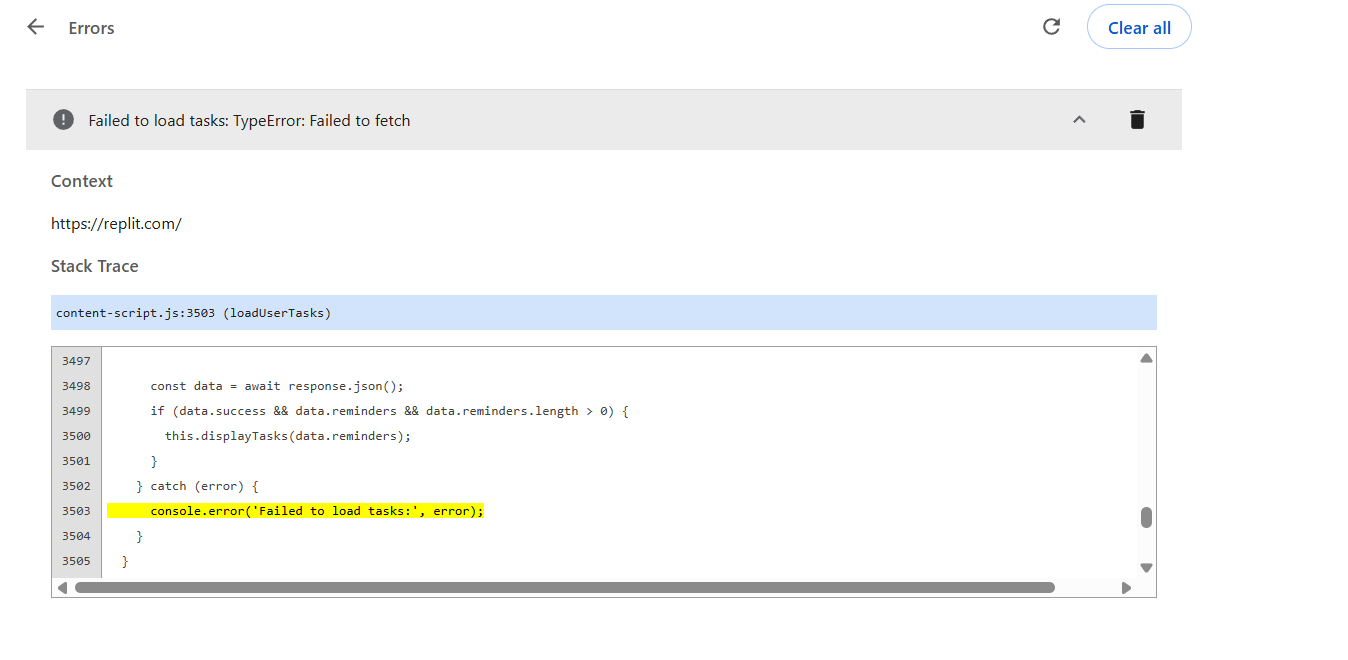 Errors
Clear all
Failed to load tasks: TypeError: Failed to fetch
Context
https://replit.com/
Stack Trace
content-script.js:3503 (loadUserTasks)
3497
3498 const data = await response.json();
3499 if (data.success && data.reminders && data.reminders.length > 0) {
3500 this.displayTasks(data.reminders);
3501 }
3502 } catch (error) {
3503 console.error('Failed to load tasks:', error);
3504 }
3505 }